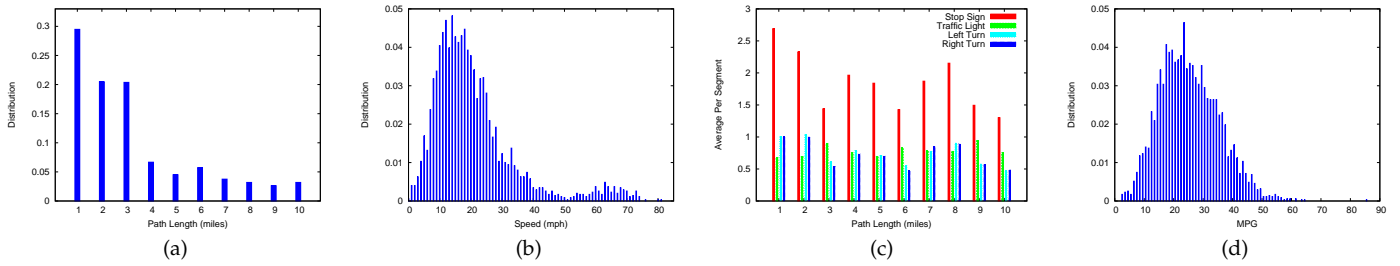 0.3
0.25
0.2
0.15
0.1
0.05
0
Distribution
1 2 3 4 5 6 7 8 9 10
Path Length (miles)
(a)
0.05
0.04
0.03
0.02
0.01
0
Distribution
0 10 20 30 40 50 60 70 80
Speed (mph)
(b)
3
2.5
2
1.5
1
0.5
0
Average Per Segment
Stop Sign
Traffic Light
Left Turn
Right Turn
1 2 3 4 5 6 7 8 9 10
Path Length (miles)
(c)
0.05
0.04
0.03
0.02
0.01
0
Distribution
0 10 20 30 40 50 60 70 80 90
MPG
(d)